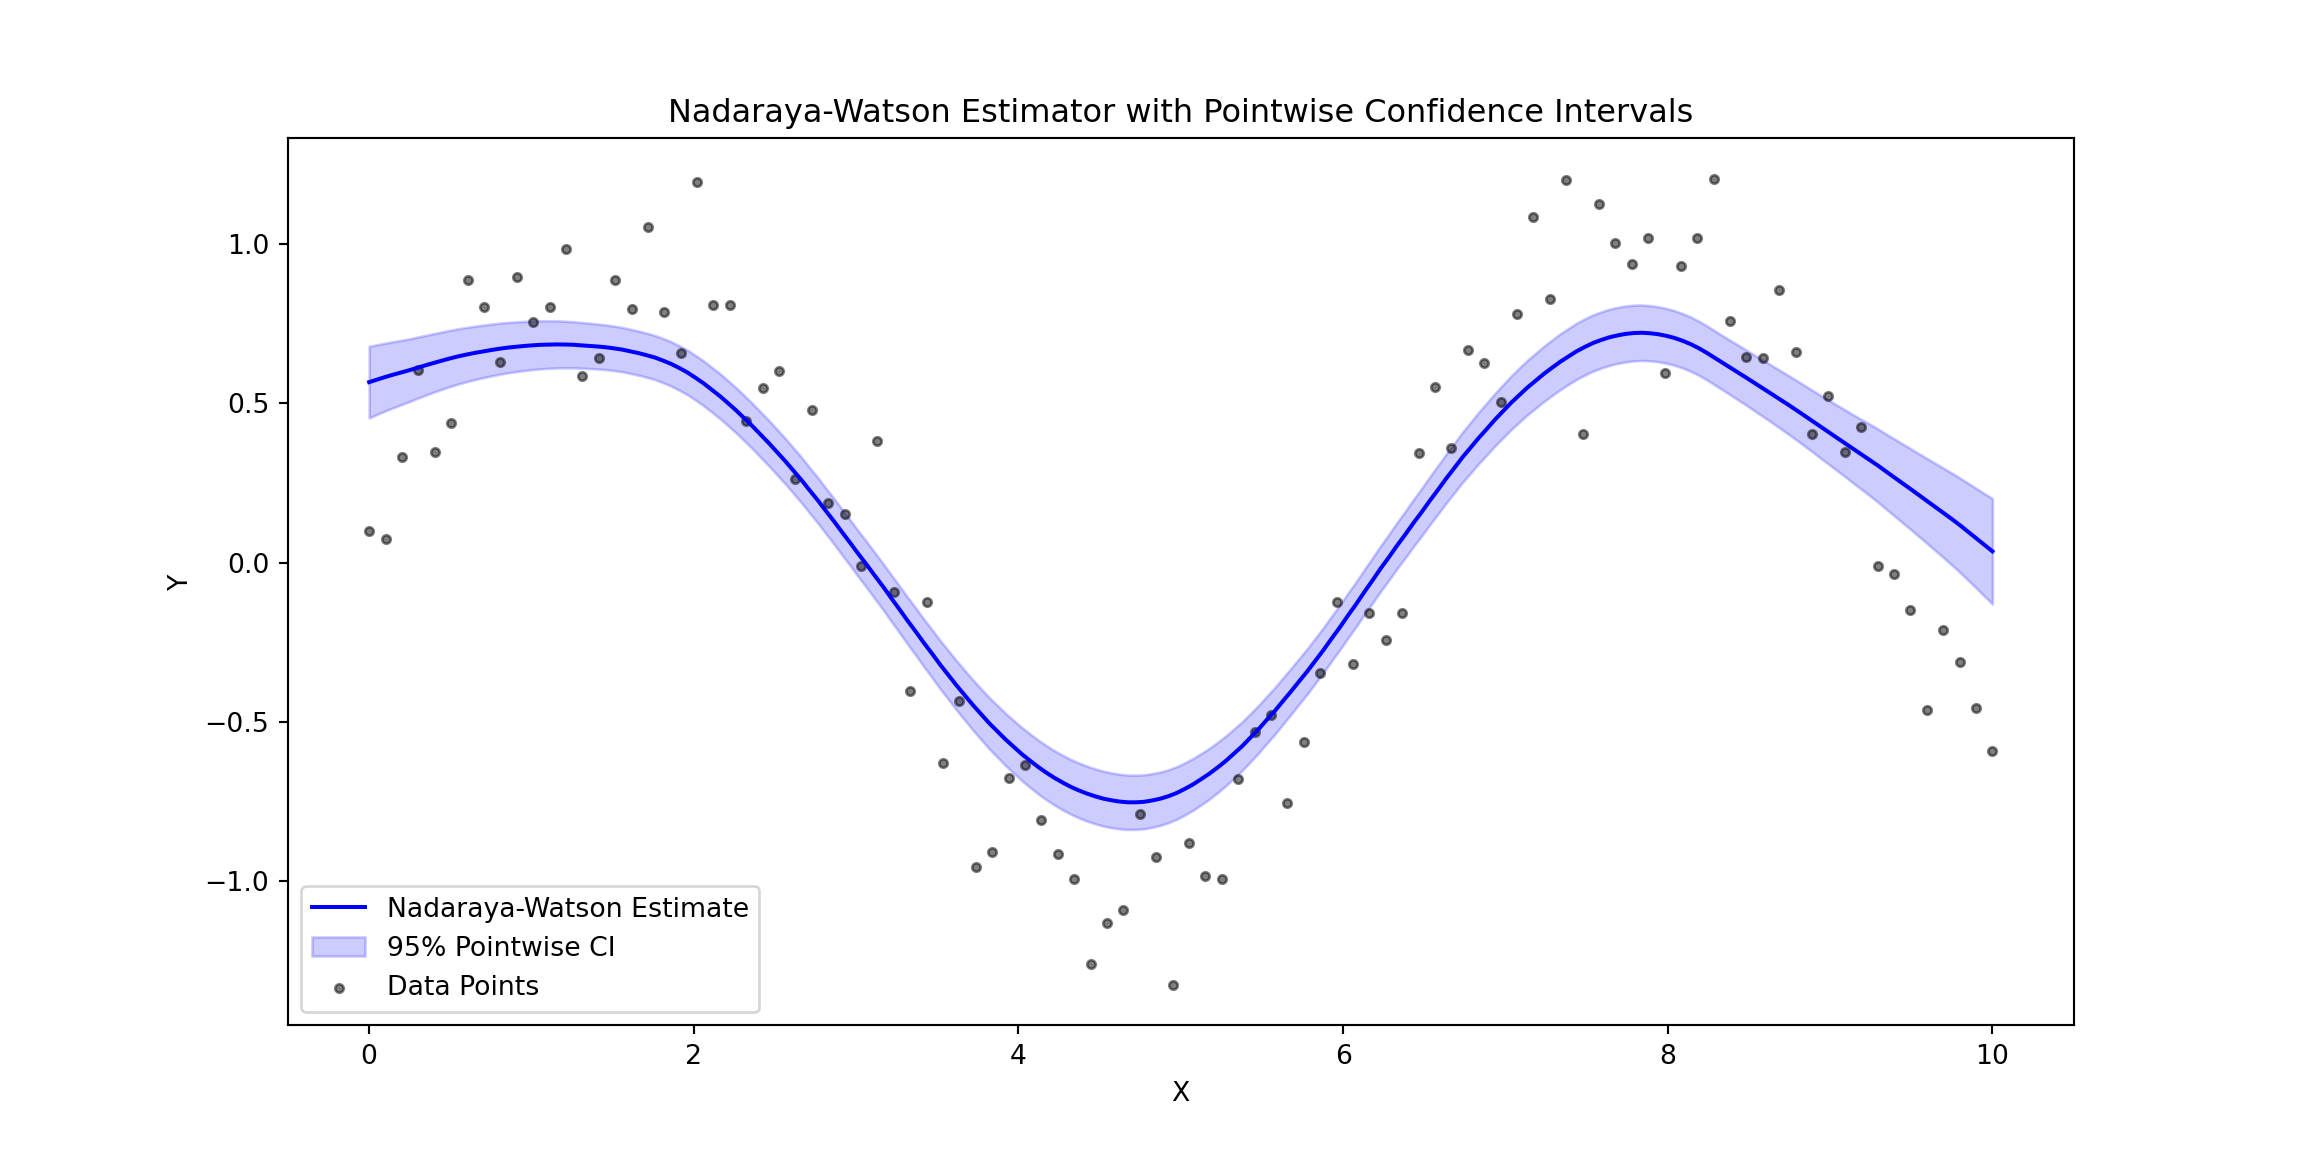 Nadaraya-Watson Estimator with Pointwise Confidence Intervals
1.0
0.5
0.0
−0.5
−1.0
Y
Nadaraya-Watson Estimate
95% Pointwise CI
Data Points
0 2 4 6 8 10
X